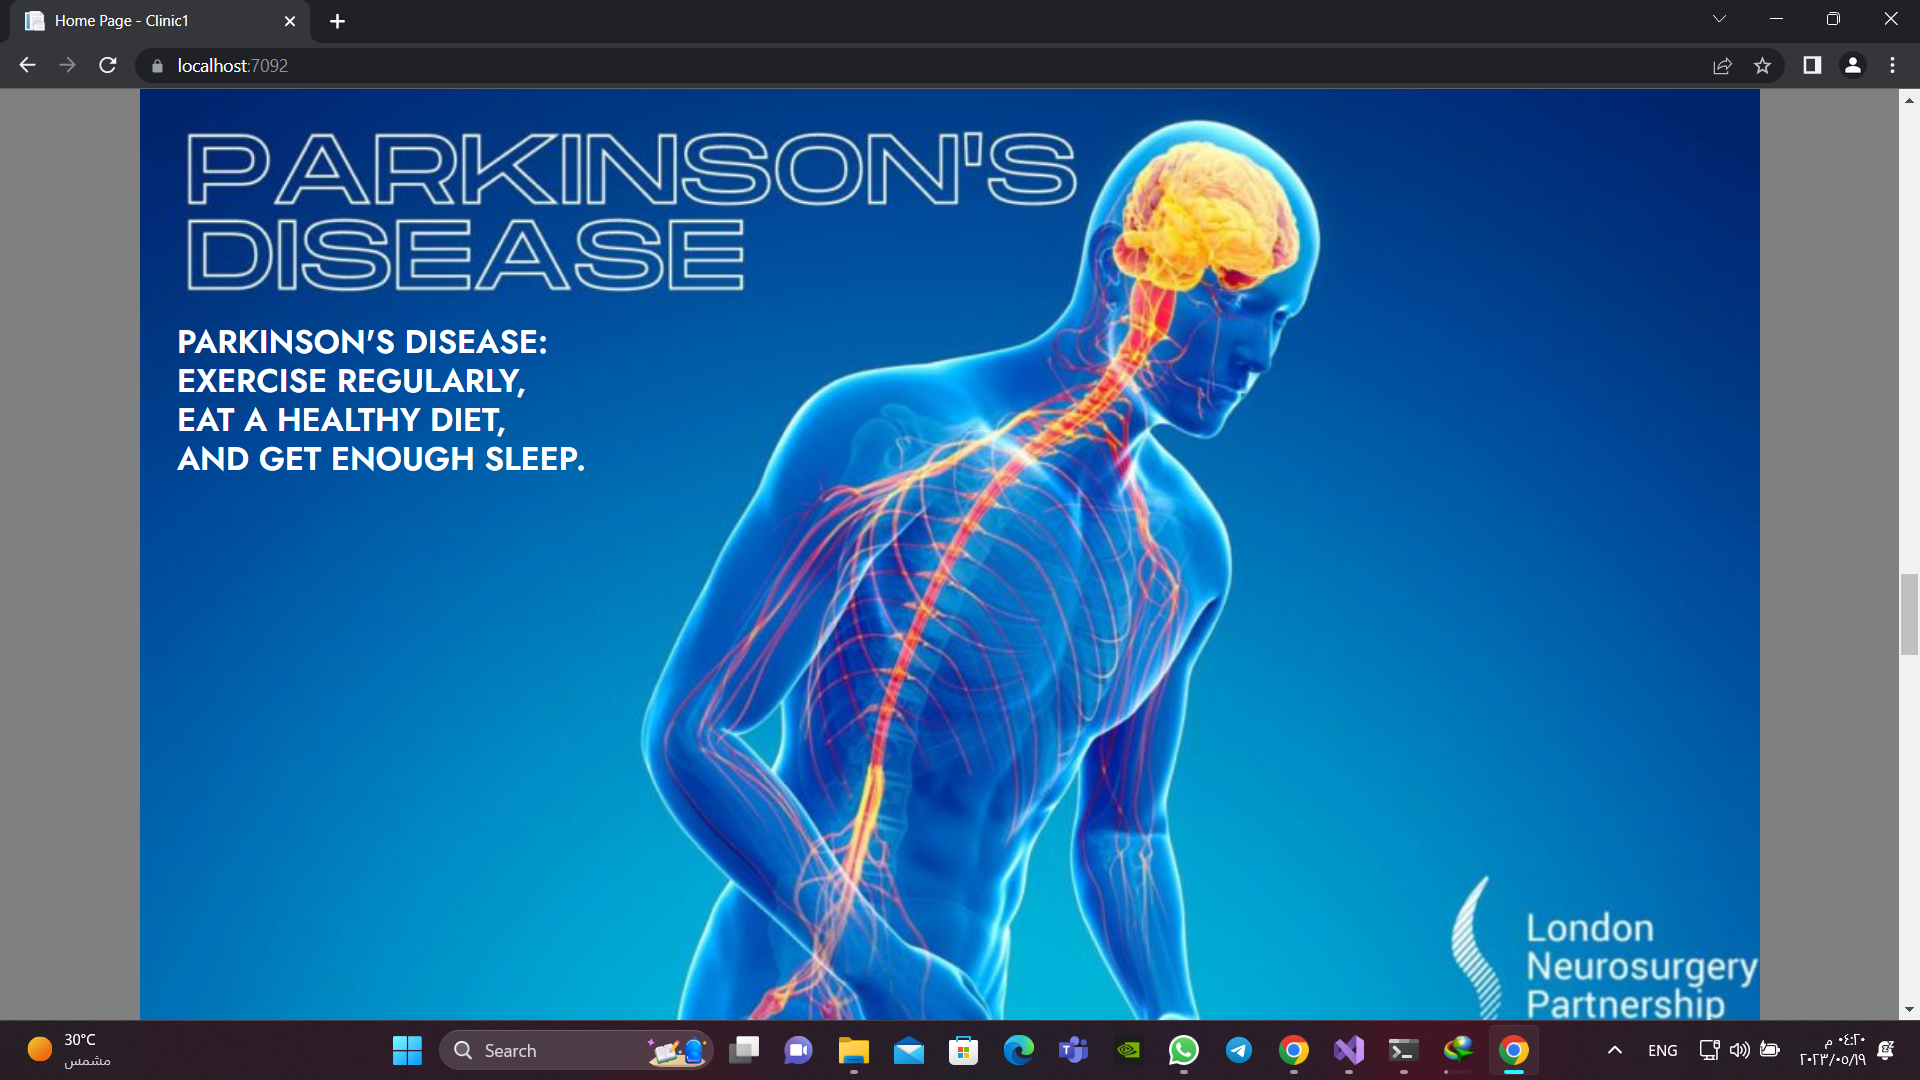 Home Page - Clinic1
localhost:7092
PARKINSON'S
DISEASE
PARKINSON'S DISEASE:
EXERCISE REGULARLY,
EAT A HEALTHY DIET,
AND GET ENOUGH SLEEP.
London
Neurosurgery
Partnership
30°C
مشمس
Search
ENG
٠٤:٢٠ م
٢٠٢٣/٠٥/١٩